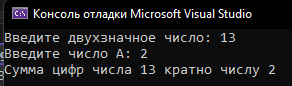 Консоль отладки Microsoft Visual Studio
Введите двухзначное число: 13
Введите число А: 2
Сумма цифр числа 13 кратно числу 2